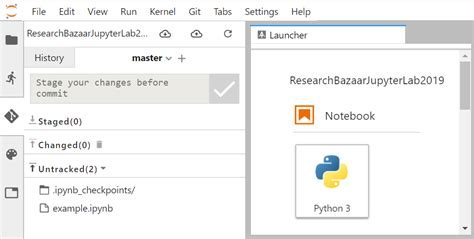 File Edit View Run Kernel Git Tabs Settings Help
ResearchBazaarJupyterLab2...
History master
Stage your changes before
commit
Staged(0)
Changed(0)
Untracked(2)
.ipynb_checkpoints/
example.ipynb
Launcher
ResearchBazaarJupyterLab2019
Notebook
Python 3